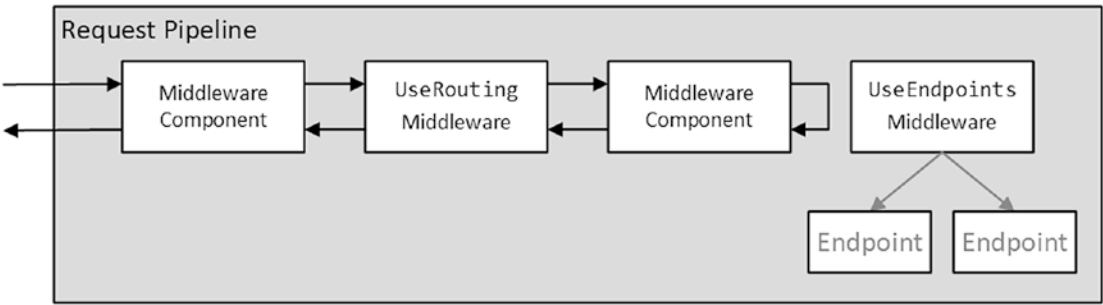 Request Pipeline
Middleware
Component
UseRouting
Middleware
Middleware
Component
UseEndpoints
Middleware
Endpoint
Endpoint